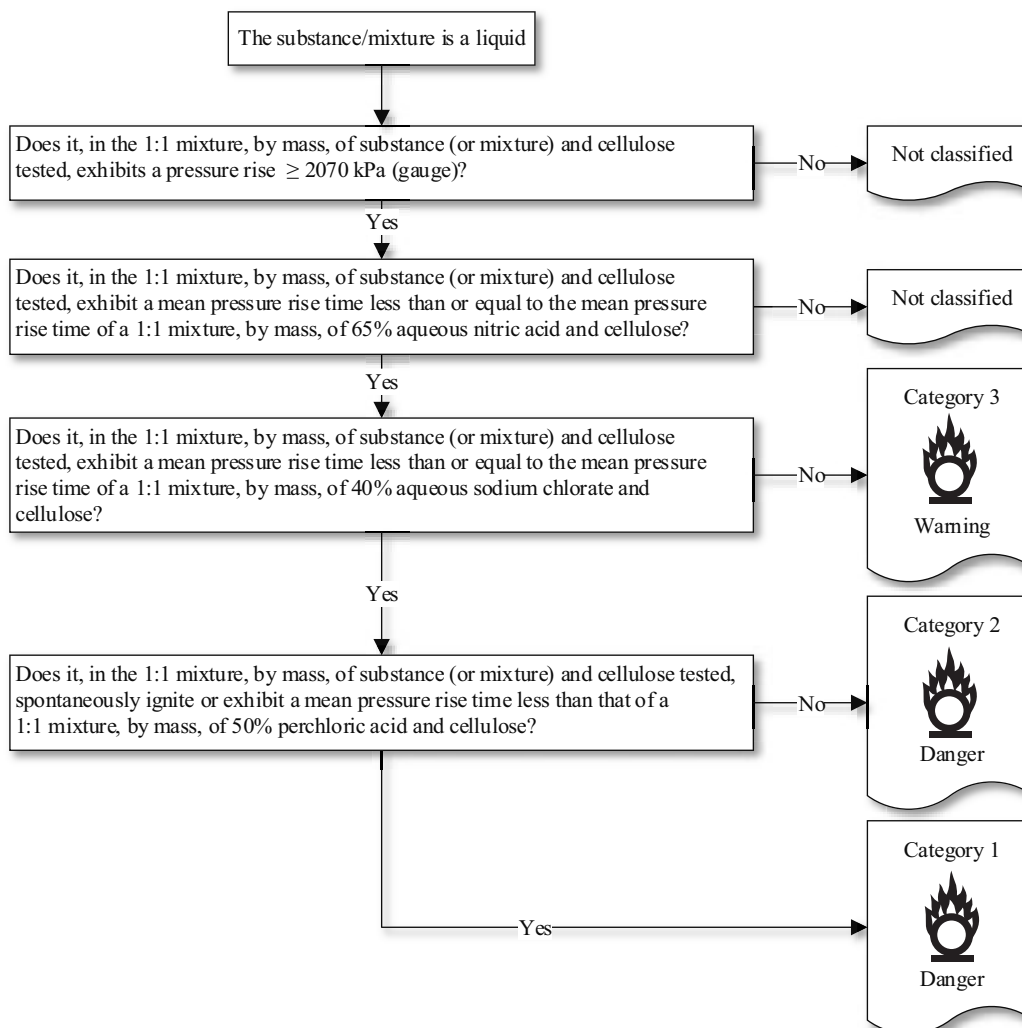 The substance/mixture is a liquid
Does it, in the 1:1 mixture, by mass, of substance (or mixture) and cellulose
tested, exhibits a pressure rise ≥ 2070 kPa (gauge)?
No
Not classified
Yes
Does it, in the 1:1 mixture, by mass, of substance (or mixture) and cellulose
tested, exhibit a mean pressure rise time less than or equal to the mean pressure
rise time of a 1:1 mixture, by mass, of 65% aqueous nitric acid and cellulose?
No
Not classified
Yes
Does it, in the 1:1 mixture, by mass, of substance (or mixture) and cellulose
tested, exhibit a mean pressure rise time less than or equal to the mean pressure
rise time of a 1:1 mixture, by mass, of 40% aqueous sodium chlorate and
cellulose?
No
Category 3
Warning
Yes
Does it, in the 1:1 mixture, by mass, of substance (or mixture) and cellulose tested,
spontaneously ignite or exhibit a mean pressure rise time less than that of a
1:1 mixture, by mass, of 50% perchloric acid and cellulose?
No
Category 2
Danger
Yes
Category 1
Danger